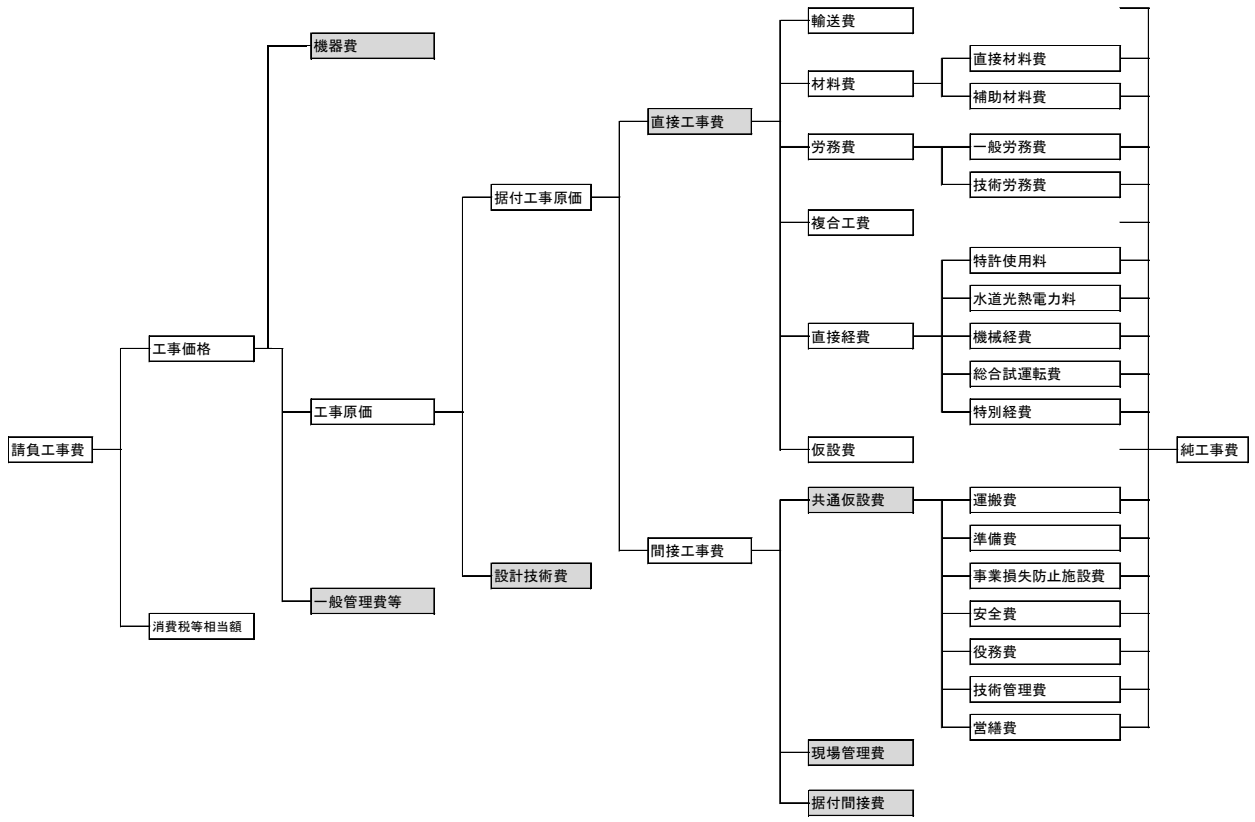 輸送費
機器費
直接材料費
材料費
補助材料費
直接工事費
労務費
一般労務費
技術労務費
据付工事原価
複合工費
特許使用料
水道光熱電力料
工事価格
直接経費
機械経費
総合試運転費
工事原価
特別経費
請負工事費
仮設費
純工事費
共通仮設費
運搬費
準備費
間接工事費
設計技術費
事業損失防止施設費
一般管理費等
安全費
消費税等相当額
役務費
技術管理費
営繕費
現場管理費
据付間接費